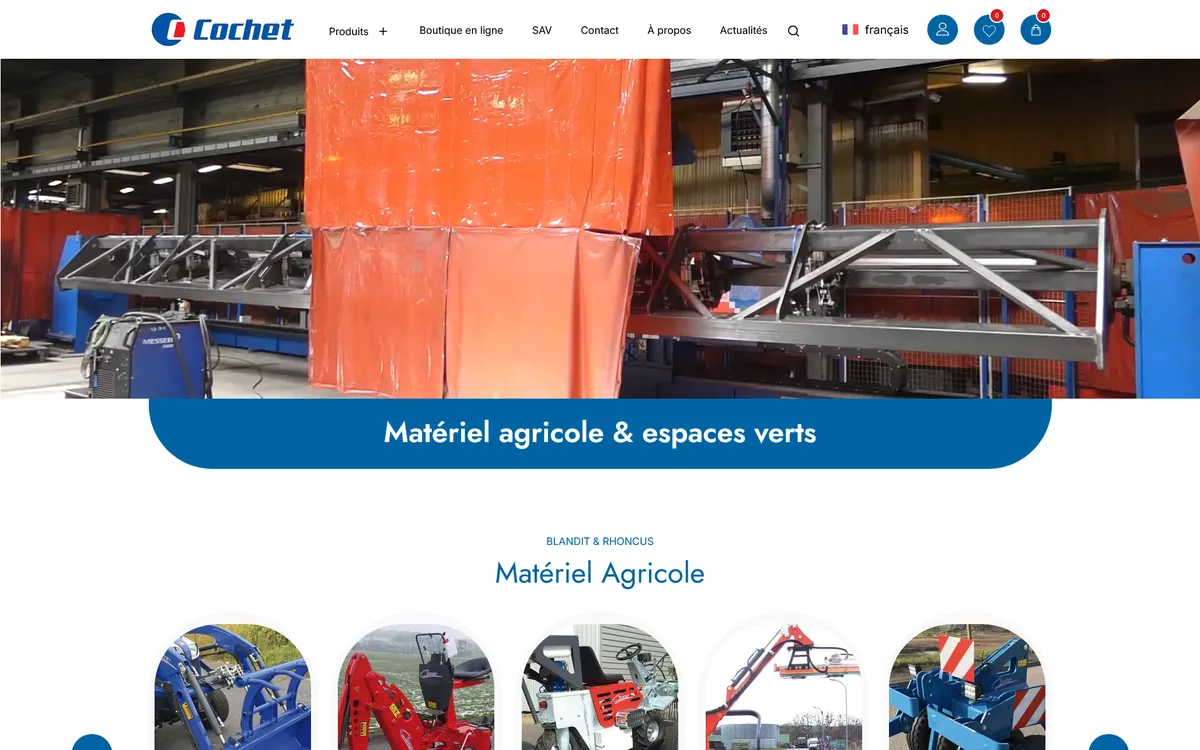 Cochet
Produits +
Boutique en ligne
SAV
Contact
À propos
Actualités
français
0
0
MESSER
Matériel agricole & espaces verts
BLANDIT & RHONCUS
Matériel Agricole